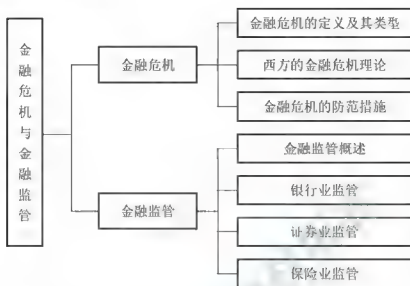 金融危机与金融监管
金融危机
金融危机的定义及其类型
西方的金融危机理论
金融危机的防范措施
金融监管
金融监管概述
银行业监管
证券业监管
保险业监管